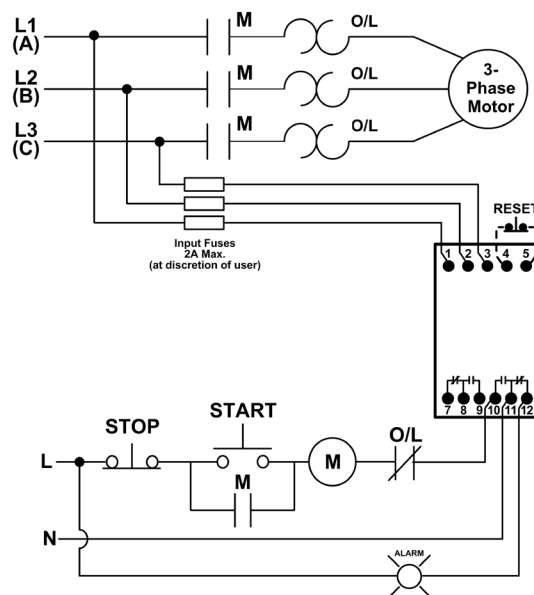 L1
(A)
M
O/L
L2
(B)
M
O/L
3-
Phase
Motor
L3
(C)
M
O/L
RESET
Input Fuses
2A Max.
(at discretion of user)
1 2 3 4 5
7 8 9 10 11 12
STOP
START
O/L
L
M
M
N
ALARM